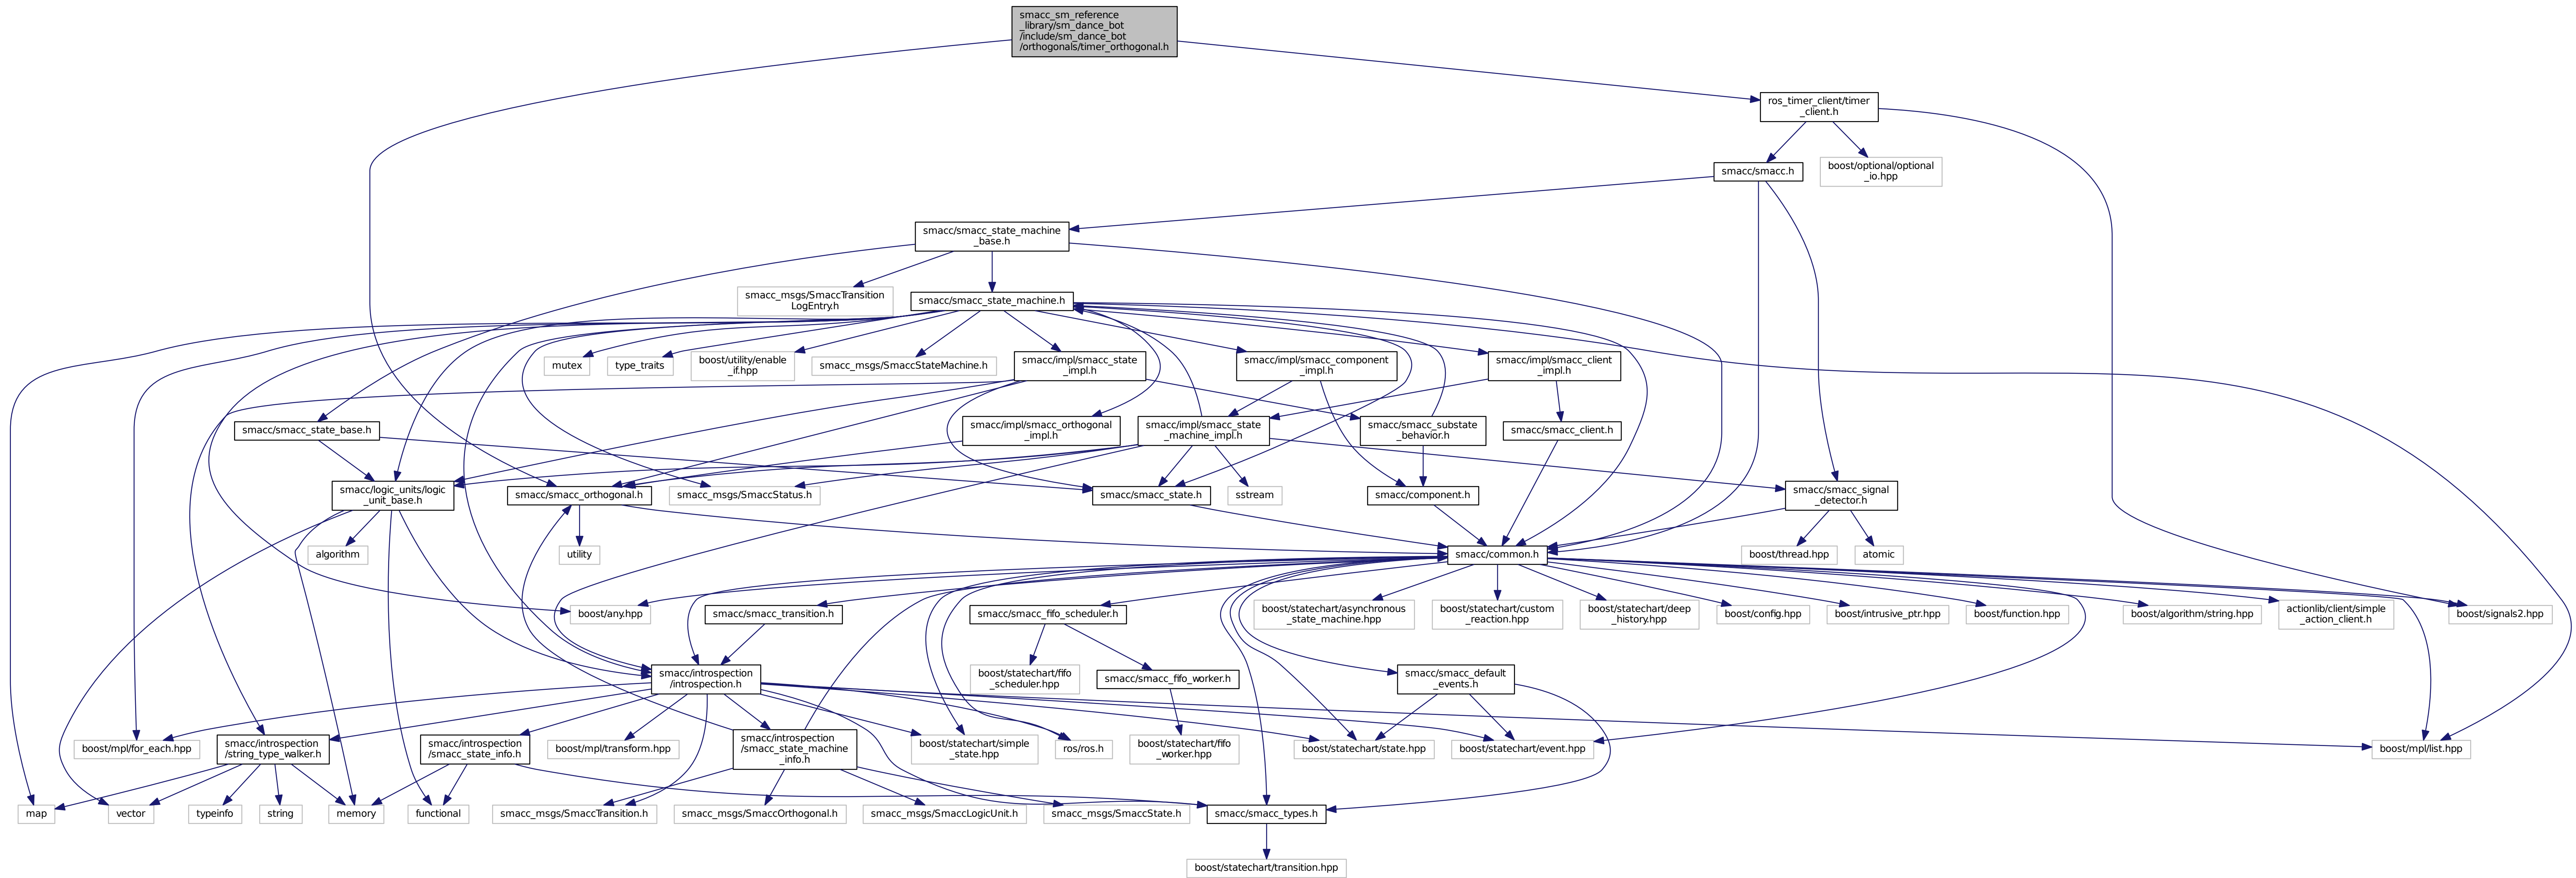 smacc_sm_reference
_library/sm_dance_bot
/include/sm_dance_bot
/orthogonals/timer_orthogonal.h
ros_timer_client/timer
_client.h
smacc/smacc.h
boost/optional/optional
_io.hpp
smacc/smacc_state_machine
_base.h
smacc_msgs/SmaccTransition
LogEntry.h
smacc/smacc_state_machine.h
mutex
type_traits
boost/utility/enable
_if.hpp
smacc_msgs/SmaccStateMachine.h
smacc/impl/smacc_state
_impl.h
smacc/impl/smacc_component
_impl.h
smacc/impl/smacc_client
_impl.h
smacc/smacc_state_base.h
smacc/impl/smacc_orthogonal
_impl.h
smacc/impl/smacc_state
_machine_impl.h
smacc/smacc_substate
_behavior.h
smacc/smacc_client.h
smacc/logic_units/logic
_unit_base.h
smacc/smacc_orthogonal.h
smacc_msgs/SmaccStatus.h
smacc/smacc_state.h
sstream
smacc/component.h
smacc/smacc_signal
_detector.h
algorithm
utility
smacc/common.h
boost/thread.hpp
atomic
boost/any.hpp
smacc/smacc_transition.h
smacc/smacc_fifo_scheduler.h
boost/statechart/asynchronous
_state_machine.hpp
boost/statechart/custom
_reaction.hpp
boost/statechart/deep
_history.hpp
boost/config.hpp
boost/intrusive_ptr.hpp
boost/function.hpp
boost/algorithm/string.hpp
actionlib/client/simple
_action_client.h
boost/signals2.hpp
smacc/introspection
/introspection.h
boost/statechart/fifo
_scheduler.hpp
smacc/smacc_fifo_worker.h
smacc/smacc_default
_events.h
boost/mpl/for_each.hpp
smacc/introspection
/string_type_walker.h
smacc/introspection
/smacc_state_info.h
boost/mpl/transform.hpp
smacc/introspection
/smacc_state_machine
_info.h
boost/statechart/simple
_state.hpp
ros/ros.h
boost/statechart/fifo
_worker.hpp
boost/statechart/state.hpp
boost/statechart/event.hpp
boost/mpl/list.hpp
map
vector
typeinfo
string
memory
functional
smacc_msgs/SmaccTransition.h
smacc_msgs/SmaccOrthogonal.h
smacc_msgs/SmaccLogicUnit.h
smacc_msgs/SmaccState.h
smacc/smacc_types.h
boost/statechart/transition.hpp